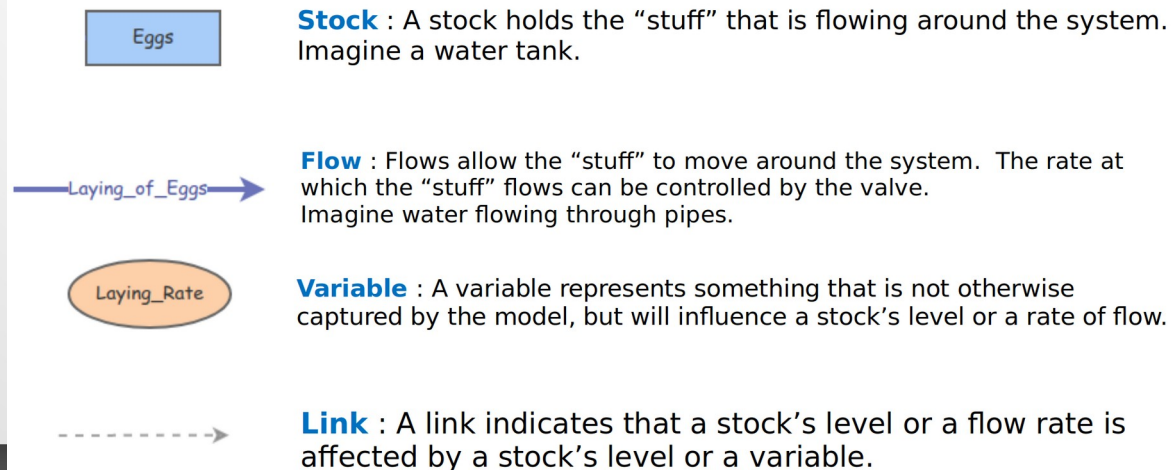 Eggs
Stock : A stock holds the “stuff” that is flowing around the system.
Imagine a water tank.
Laying_of_Eggs
Flow : Flows allow the “stuff” to move around the system.  The rate at
which the “stuff” flows can be controlled by the valve.
Imagine water flowing through pipes.
Laying_Rate
Variable : A variable represents something that is not otherwise
captured by the model, but will influence a stock’s level or a rate of flow.
Link : A link indicates that a stock’s level or a flow rate is
affected by a stock’s level or a variable.